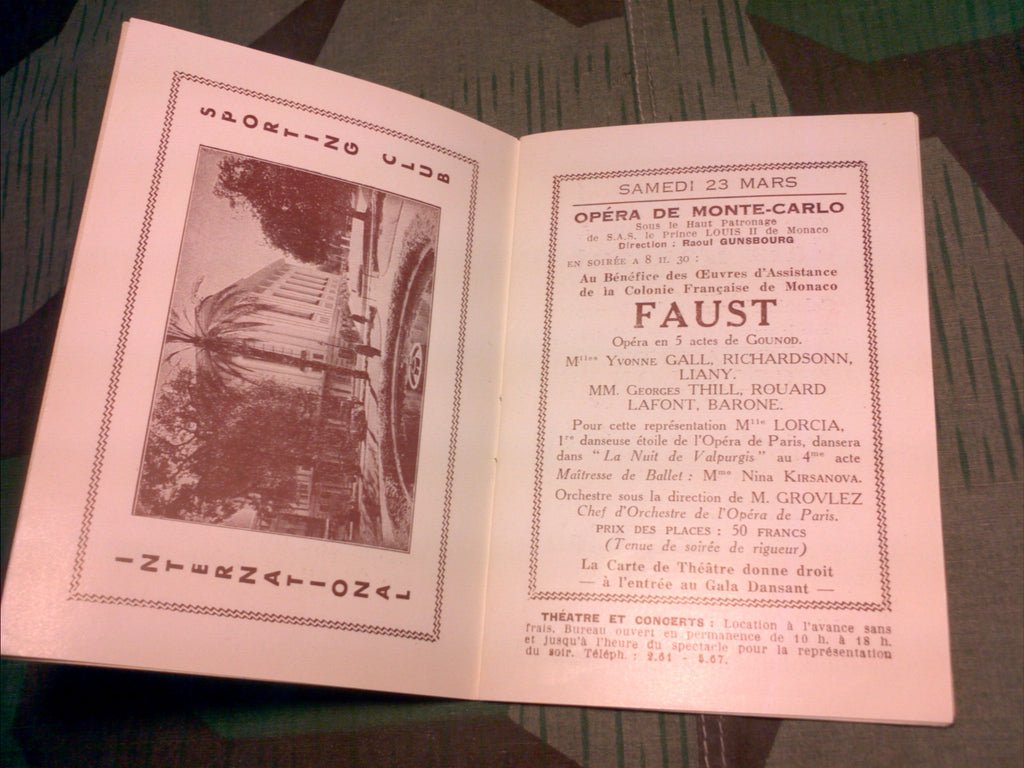 SPORTING CLUB
INTERNATIONAL
SAMEDI 23 MARS
OPÉRA DE MONTE-CARLO
Sous le Haut Patronage
de S.A.S. le Prince LOUIS II de Monaco
Direction : Raoul GUNSBOURG
EN SOIRÉE A 8 H. 30 :
Au Bénéfice des Œuvres d'Assistance
de la Colonie Française de Monaco
FAUST
Opéra en 5 actes de GOUNOD.
Mlles YVONNE GALL, RICHARDSONN,
LIANY.
MM. GEORGES THILL, ROUARD
LAFONT, BARONE.
Pour cette représentation Mlle LORCIA,
1re danseuse étoile de l'Opéra de Paris, dansera
dans "La Nuit de Valpurgis" au 4me acte
Maîtresse de Ballet : Mme Nina KIRSANOVA.
Orchestre sous la direction de M. GROVLEZ
Chef d'Orchestre de l'Opéra de Paris.
PRIX DES PLACES : 50 FRANCS
(Tenue de soirée de rigueur)
La Carte de Théâtre donne droit
— à l'entrée au Gala Dansant —
THÉATRE ET CONCERTS : Location à l'avance sans
frais. Bureau ouvert en permanence de 10 h. à 18 h.
et jusqu'à l'heure du spectacle pour la représentation
du soir. Téléph. : 2.61 - 5.67.